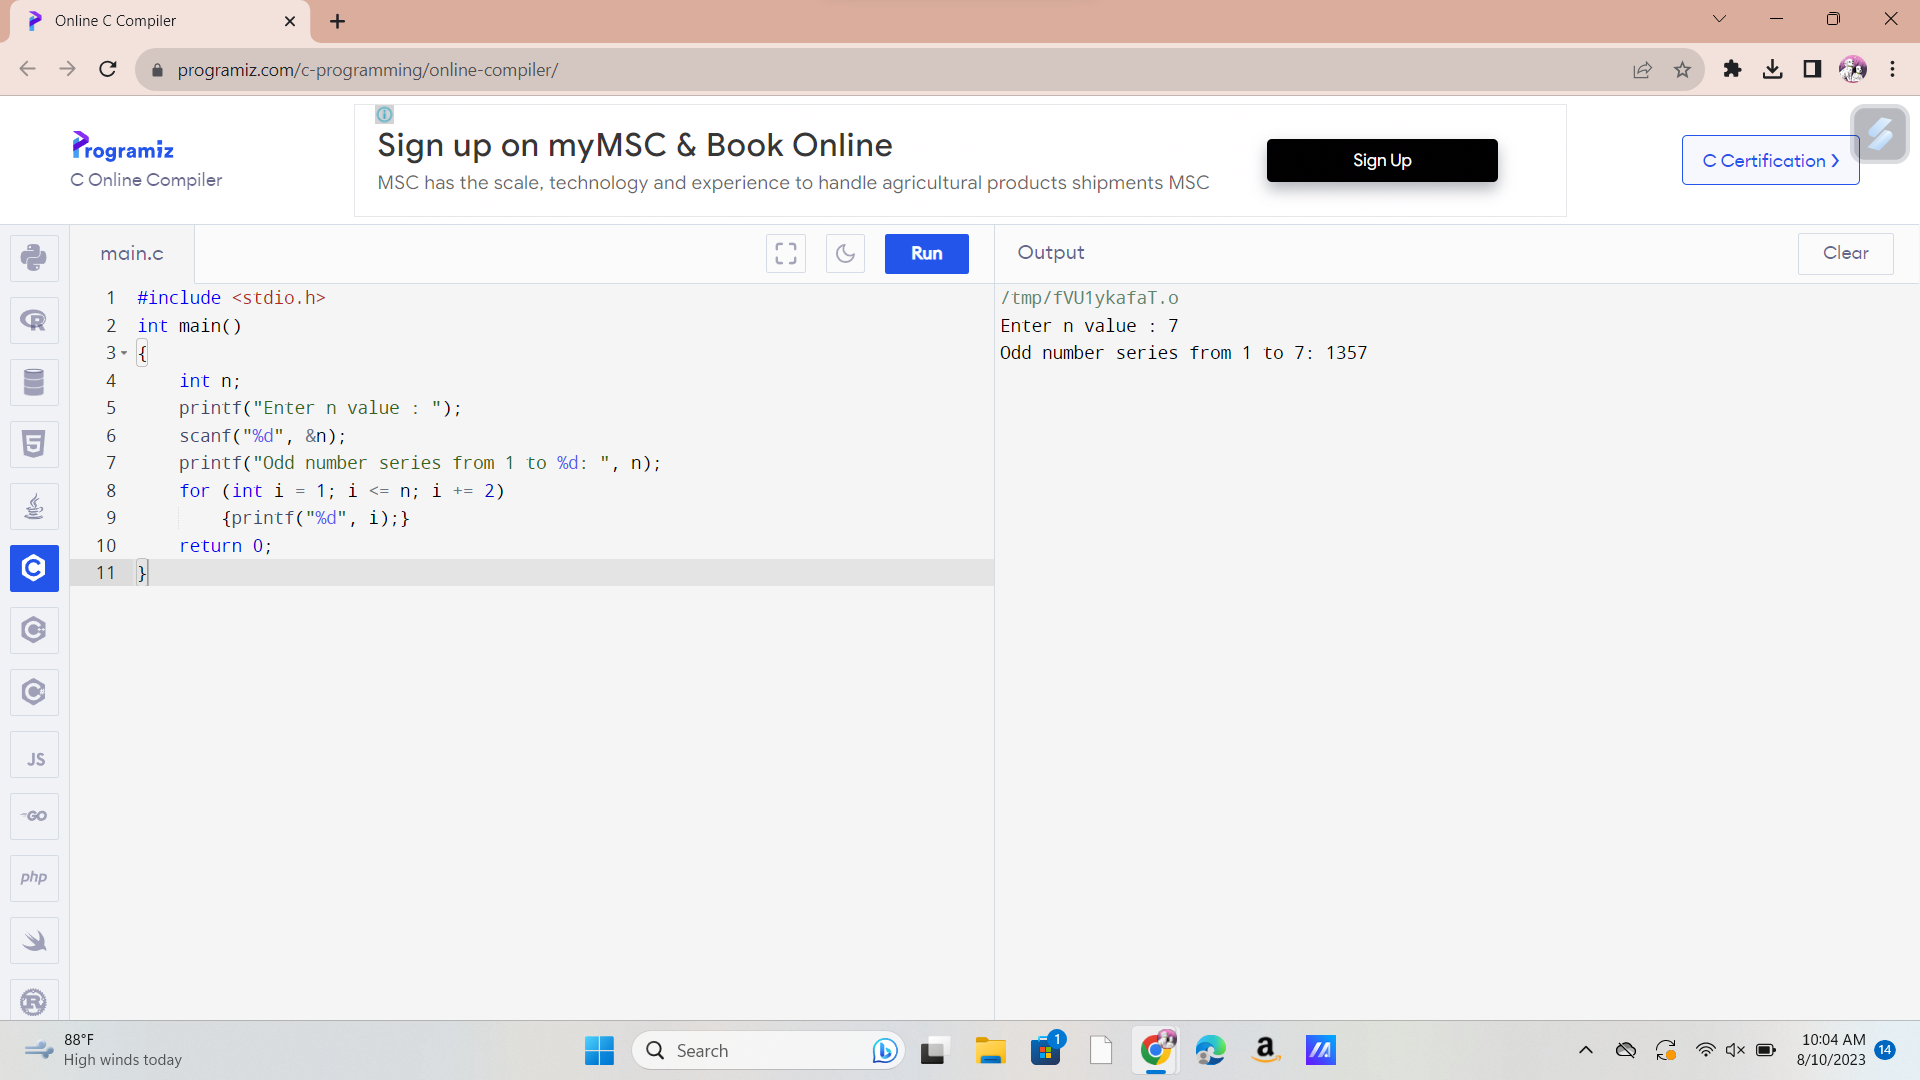 Online C Compiler
programiz.com/c-programming/online-compiler/
Programiz
C Online Compiler
Sign up on myMSC & Book Online
MSC has the scale, technology and experience to handle agricultural products shipments MSC
Sign Up
C Certification >
main.c
Run
Output
Clear
1 #include <stdio.h>
2 int main()
3 {
4     int n;
5     printf("Enter n value : ");
6     scanf("%d", &n);
7     printf("Odd number series from 1 to %d: ", n);
8     for (int i = 1; i <= n; i += 2)
9         {printf("%d", i);}
10     return 0;
11 }
/tmp/fVU1ykafaT.o
Enter n value : 7
Odd number series from 1 to 7: 1357
R
5
C
C
C
JS
GO
php
R
88°F
High winds today
Search
1
a
10:04 AM
8/10/2023
14